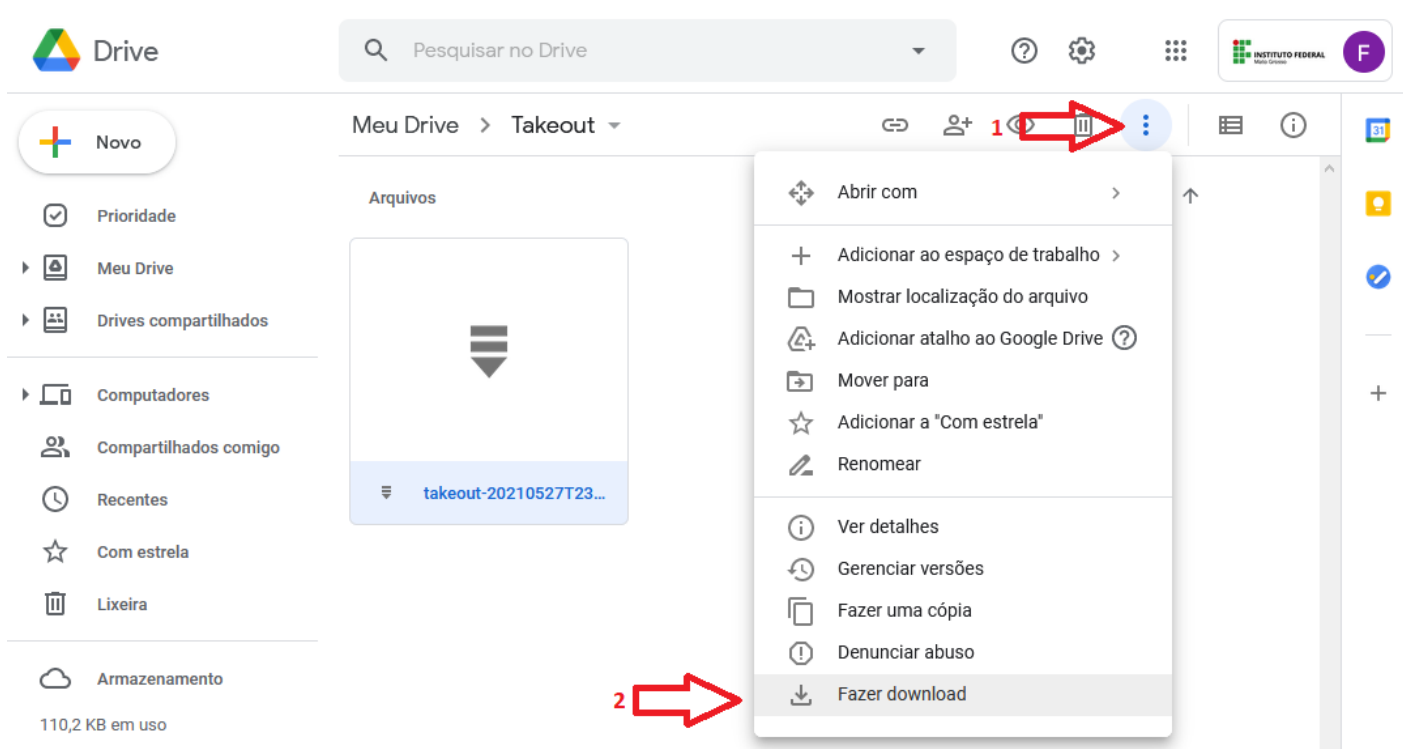 Drive
Pesquisar no Drive
INSTITUTO FEDERAL
Mato Grosso
F
Novo
Meu Drive > Takeout
1
31
Prioridade
Meu Drive
Drives compartilhados
Computadores
Compartilhados comigo
Recentes
Com estrela
Lixeira
Armazenamento
110,2 KB em uso
Arquivos
takeout-20210527T23...
Abrir com
Adicionar ao espaço de trabalho
Mostrar localização do arquivo
Adicionar atalho ao Google Drive
Mover para
Adicionar a "Com estrela"
Renomear
Ver detalhes
Gerenciar versões
Fazer uma cópia
Denunciar abuso
2
Fazer download